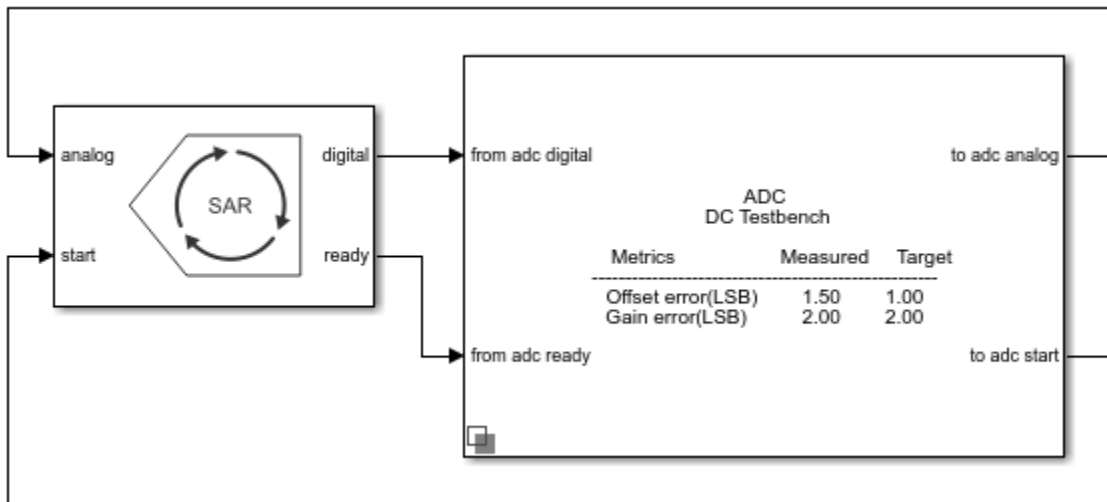 analog
start
SAR
digital
ready
from adc digital
from adc ready
ADC
DC Testbench
Metrics Measured Target
--------------------------------------------------------
Offset error(LSB) 1.50 1.00
Gain error(LSB) 2.00 2.00
to adc analog
to adc start